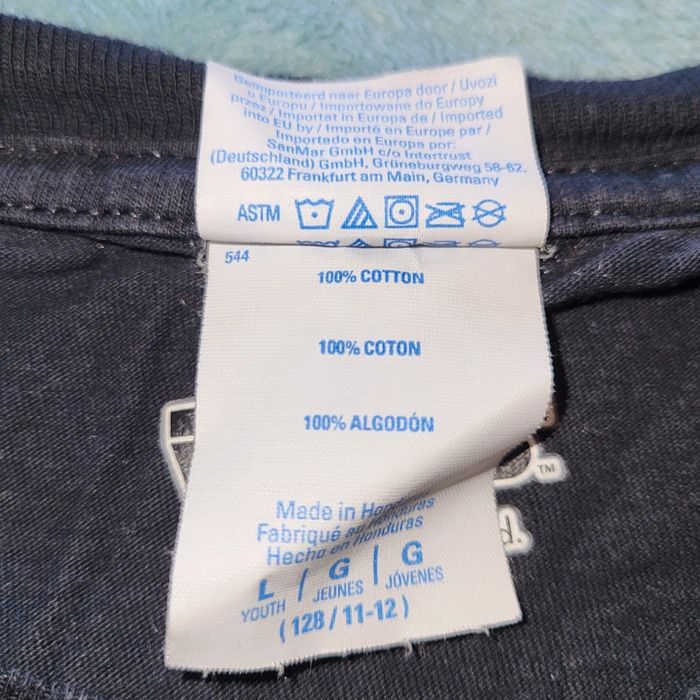 Geïmporteerd naar Europa door / Uvozi
u Europu / Importowane do Europy
przez / Importat in Europa de / Imported
into EU by / Importé en Europe par /
Importado en Europa por:
SanMar GmbH c/o Intertrust
(Deutschland) GmbH, Grüneburgweg 58-62,
60322 Frankfurt am Main, Germany
ASTM
544
100% COTTON
100% COTON
100% ALGODÓN
TM
d.
Made in Honduras
Fabriqué au Honduras
Hecho en Honduras
L / G / G
YOUTH JEUNES JÓVENES
(128 / 11-12)